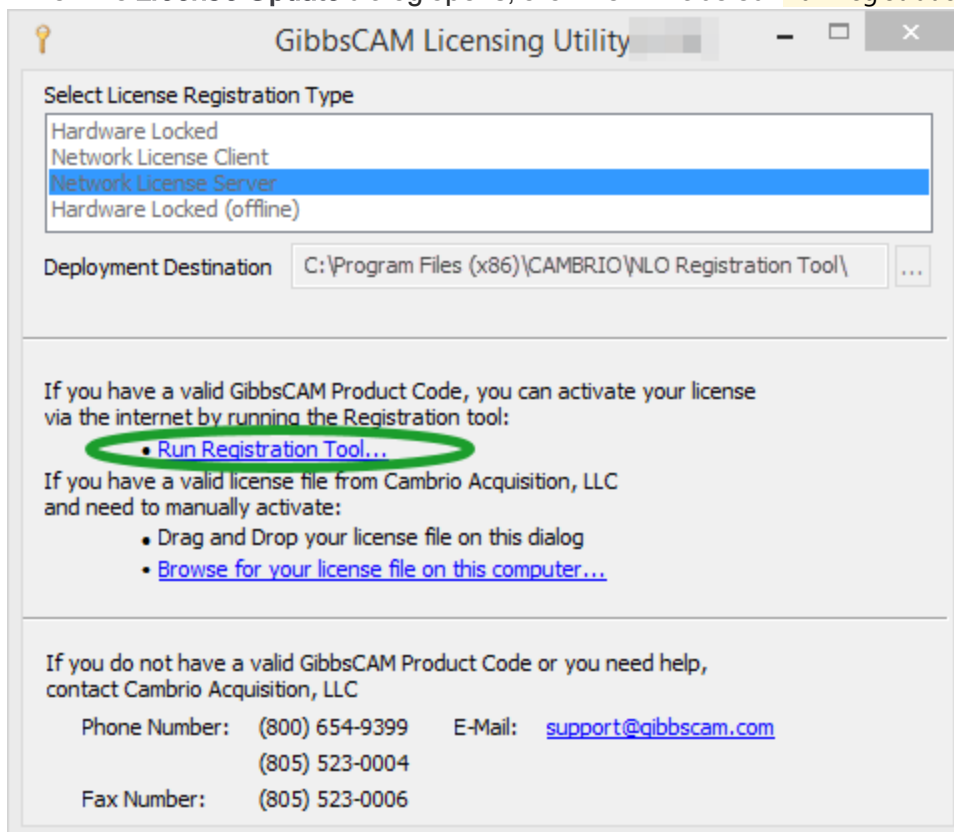 License Update
GibbsCAM Licensing Utility
Select License Registration Type
Hardware Locked
Network License Client
Network License Server
Hardware Locked (offline)
Deployment Destination C:\Program Files (x86)\CAMBRIO\NLO Registration Tool\ ...
If you have a valid GibbsCAM Product Code, you can activate your license
via the internet by running the Registration tool:
• Run Registration Tool...
If you have a valid license file from Cambrio Acquisition, LLC
and need to manually activate:
• Drag and Drop your license file on this dialog
• Browse for your license file on this computer...
If you do not have a valid GibbsCAM Product Code or you need help,
contact Cambrio Acquisition, LLC
Phone Number: (800) 654-9399 E-Mail: support@gibbscam.com
(805) 523-0004
Fax Number: (805) 523-0006